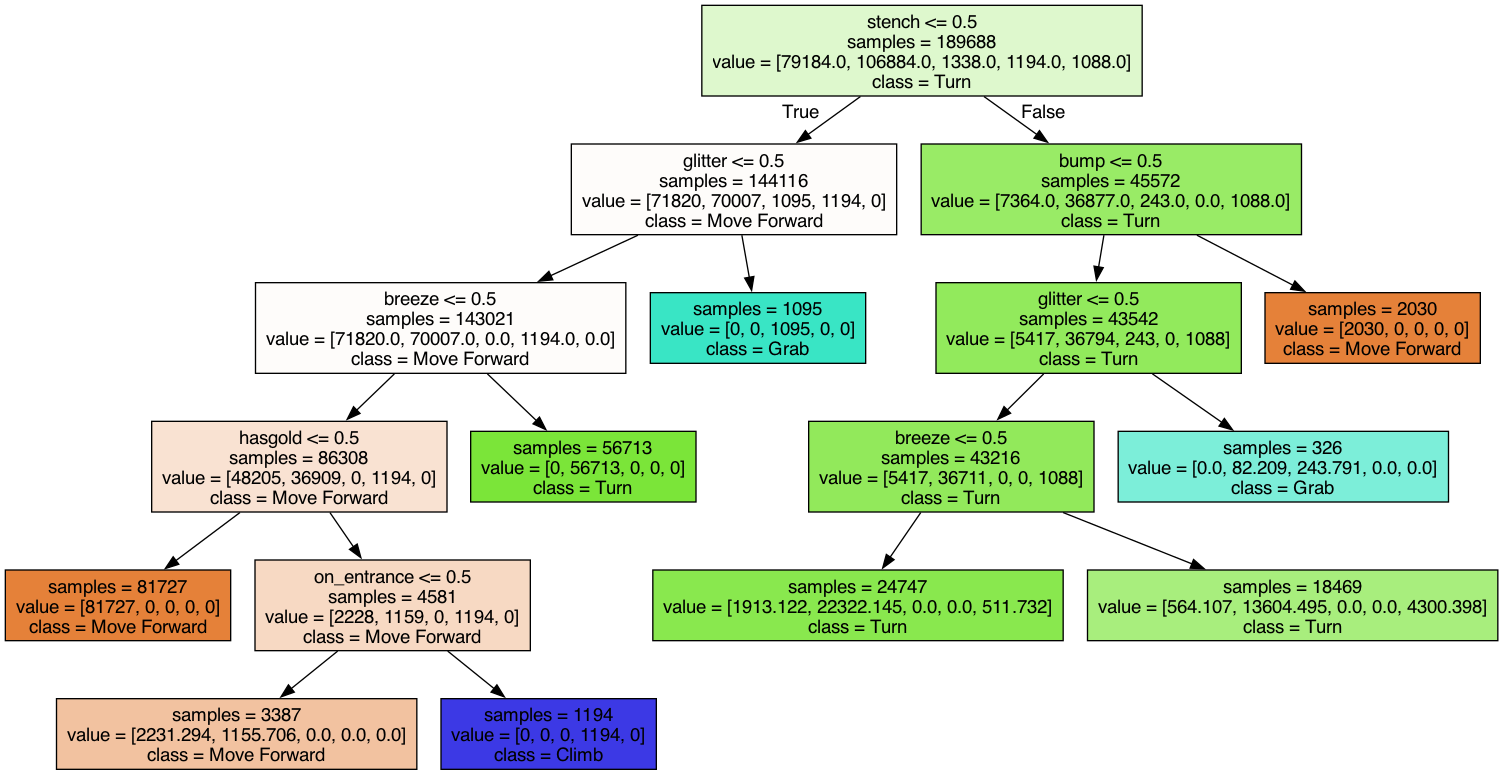 stench <= 0.5
samples = 189688
value = [79184.0, 106884.0, 1338.0, 1194.0, 1088.0]
class = Turn
True
False
glitter <= 0.5
samples = 144116
value = [71820, 70007, 1095, 1194, 0]
class = Move Forward
bump <= 0.5
samples = 45572
value = [7364.0, 36877.0, 243.0, 0.0, 1088.0]
class = Turn
breeze <= 0.5
samples = 143021
value = [71820.0, 70007.0, 0.0, 1194.0, 0.0]
class = Move Forward
samples = 1095
value = [0, 0, 1095, 0, 0]
class = Grab
glitter <= 0.5
samples = 43542
value = [5417, 36794, 243, 0, 1088]
class = Turn
samples = 2030
value = [2030, 0, 0, 0, 0]
class = Move Forward
hasgold <= 0.5
samples = 86308
value = [48205, 36909, 0, 1194, 0]
class = Move Forward
samples = 56713
value = [0, 56713, 0, 0, 0]
class = Turn
breeze <= 0.5
samples = 43216
value = [5417, 36711, 0, 0, 1088]
class = Turn
samples = 326
value = [0.0, 82.209, 243.791, 0.0, 0.0]
class = Grab
samples = 81727
value = [81727, 0, 0, 0, 0]
class = Move Forward
on_entrance <= 0.5
samples = 4581
value = [2228, 1159, 0, 1194, 0]
class = Move Forward
samples = 24747
value = [1913.122, 22322.145, 0.0, 0.0, 511.732]
class = Turn
samples = 18469
value = [564.107, 13604.495, 0.0, 0.0, 4300.398]
class = Turn
samples = 3387
value = [2231.294, 1155.706, 0.0, 0.0, 0.0]
class = Move Forward
samples = 1194
value = [0, 0, 0, 1194, 0]
class = Climb